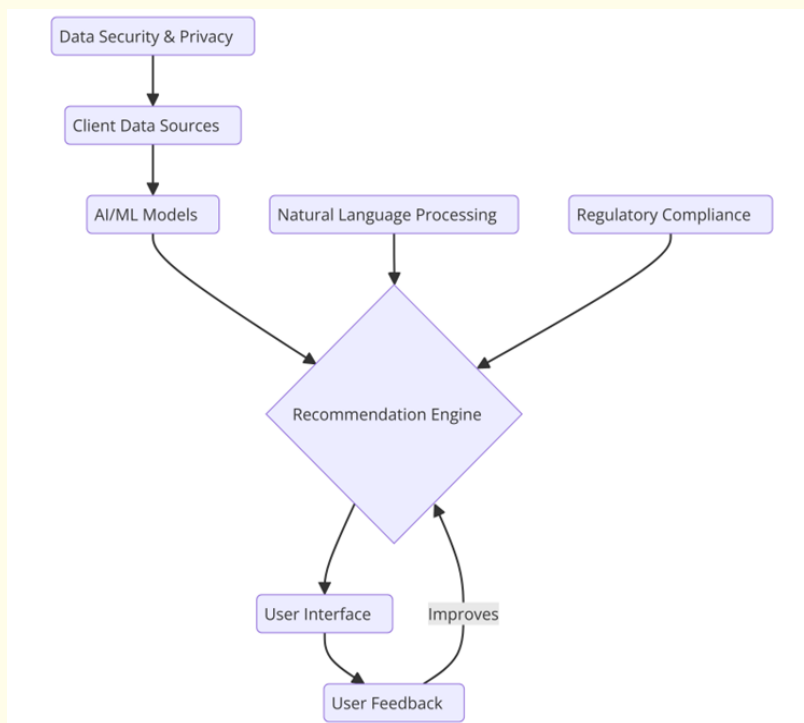 Data Security & Privacy
Client Data Sources
AI/ML Models
Natural Language Processing
Regulatory Compliance
Recommendation Engine
User Interface
Improves
User Feedback